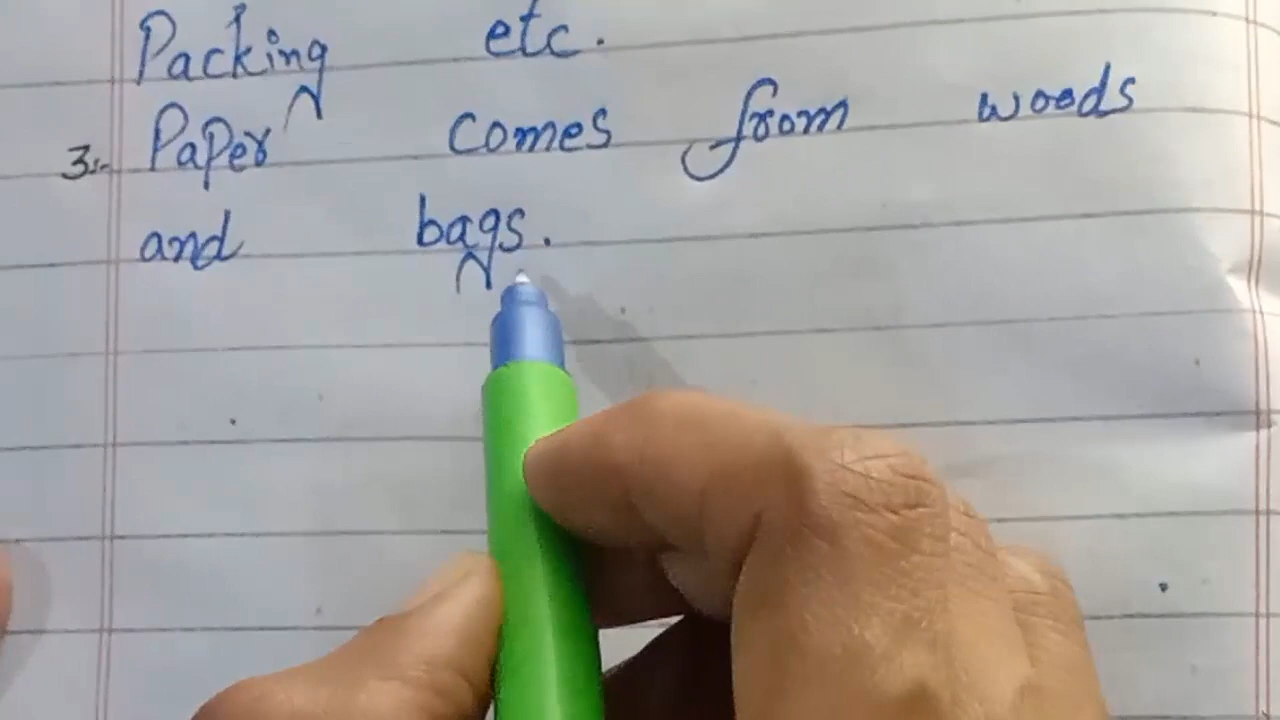 Packing etc.
3:- Paper comes from woods
and bags.